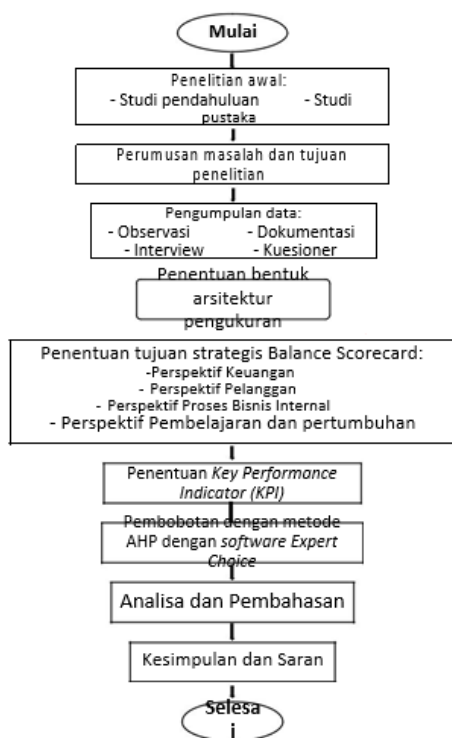 Mulai
Penelitian awal:
- Studi pendahuluan - Studi
pustaka
Perumusan masalah dan tujuan
penelitian
Pengumpulan data:
- Observasi - Dokumentasi
- Interview - Kuesioner
Penentuan bentuk
arsitektur
pengukuran
Penentuan tujuan strategis Balance Scorecard:
-Perspektif Keuangan
- Perspektif Pelanggan
- Perspektif Proses Bisnis Internal
- Perspektif Pembelajaran dan pertumbuhan
Penentuan Key Performance
Indicator (KPI)
Pembobotan dengan metode
AHP dengan software Expert
Choice
Analisa dan Pembahasan
Kesimpulan dan Saran
Selesa
i